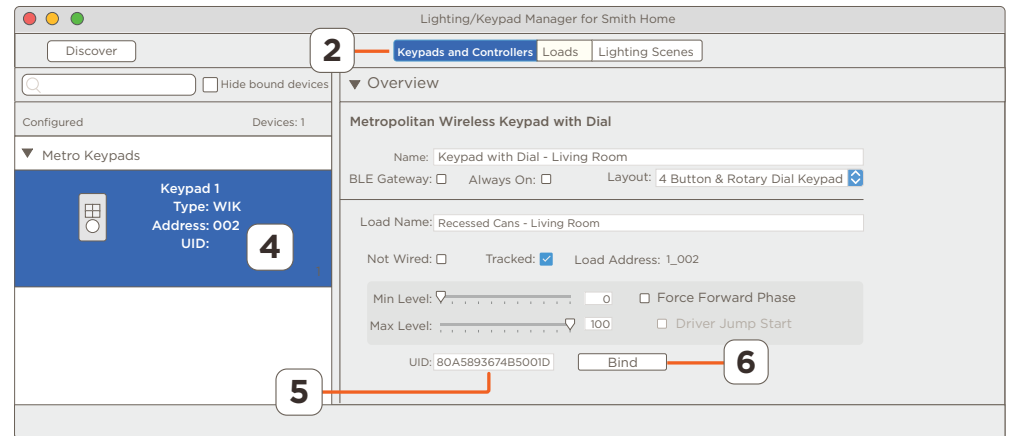 Lighting/Keypad Manager for Smith Home
Discover
2
Keypads and Controllers Loads Lighting Scenes
Hide bound devices
Overview
Configured Devices: 1
Metro Keypads
Keypad 1
Type: WIK
Address: 002
UID:
4
Metropolitan Wireless Keypad with Dial
Name: Keypad with Dial - Living Room
BLE Gateway: Always On: Layout: 4 Button & Rotary Dial Keypad
Load Name: Recessed Cans - Living Room
Not Wired: Tracked: Load Address: 1_002
Min Level: 0 Force Forward Phase
Max Level: 100 Driver Jump Start
UID: 80A5893674B5001D Bind
6
5